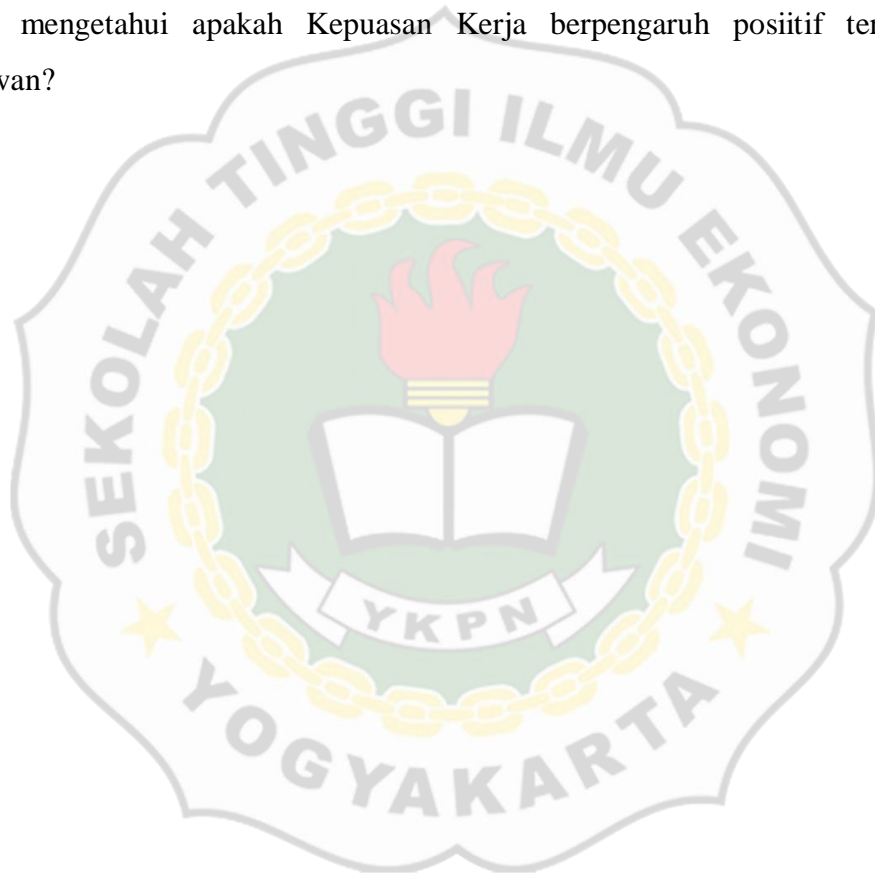 mengetahui apakah Kepuasan Kerja berpengaruh posiitif ter
wan?
SEKOLAH TINGGI ILMU EKONOMI
YKPN
YOGYAKARTA